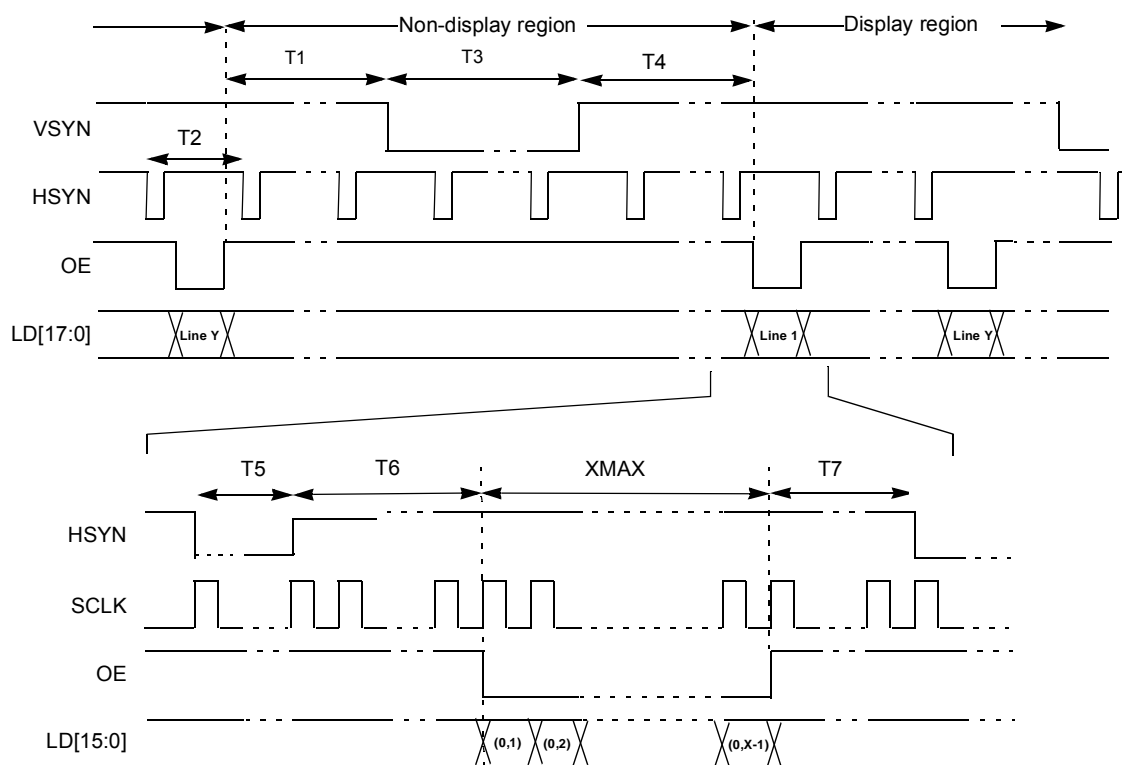 Non-display region
Display region
T1
T3
T4
VSYN
T2
HSYN
OE
LD[17:0]
Line Y
Line 1
Line Y
T5
T6
XMAX
T7
HSYN
SCLK
OE
LD[15:0]
(0,1)
(0,2)
(0,X-1)